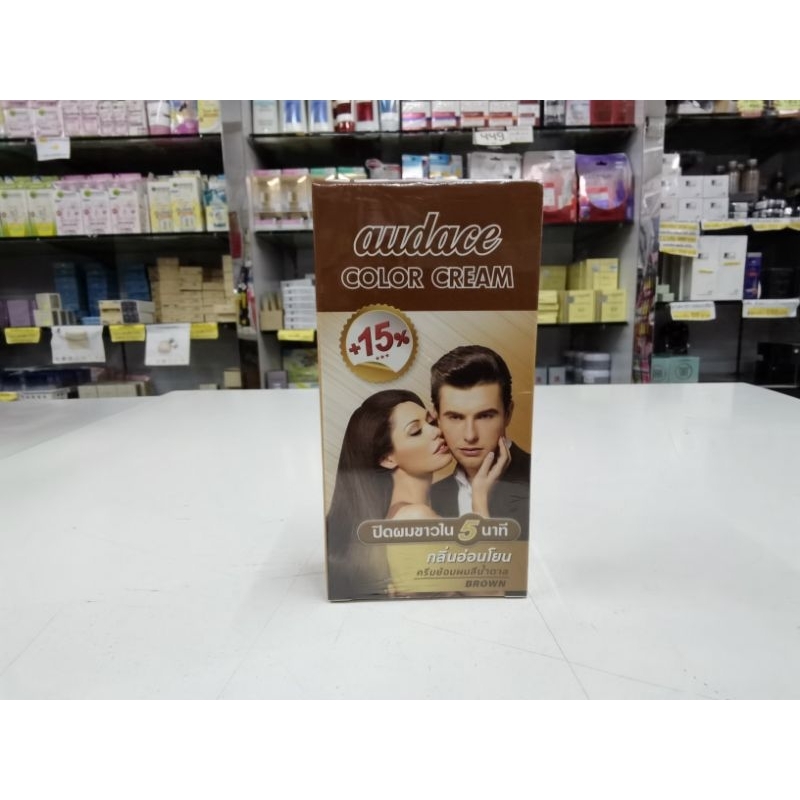 449
audace
COLOR CREAM
+15%
ปิดผมขาวใน 5 นาที
กลิ่นอ่อนโยน
ครีมย้อมผมสีน้ำตาล
BROWN